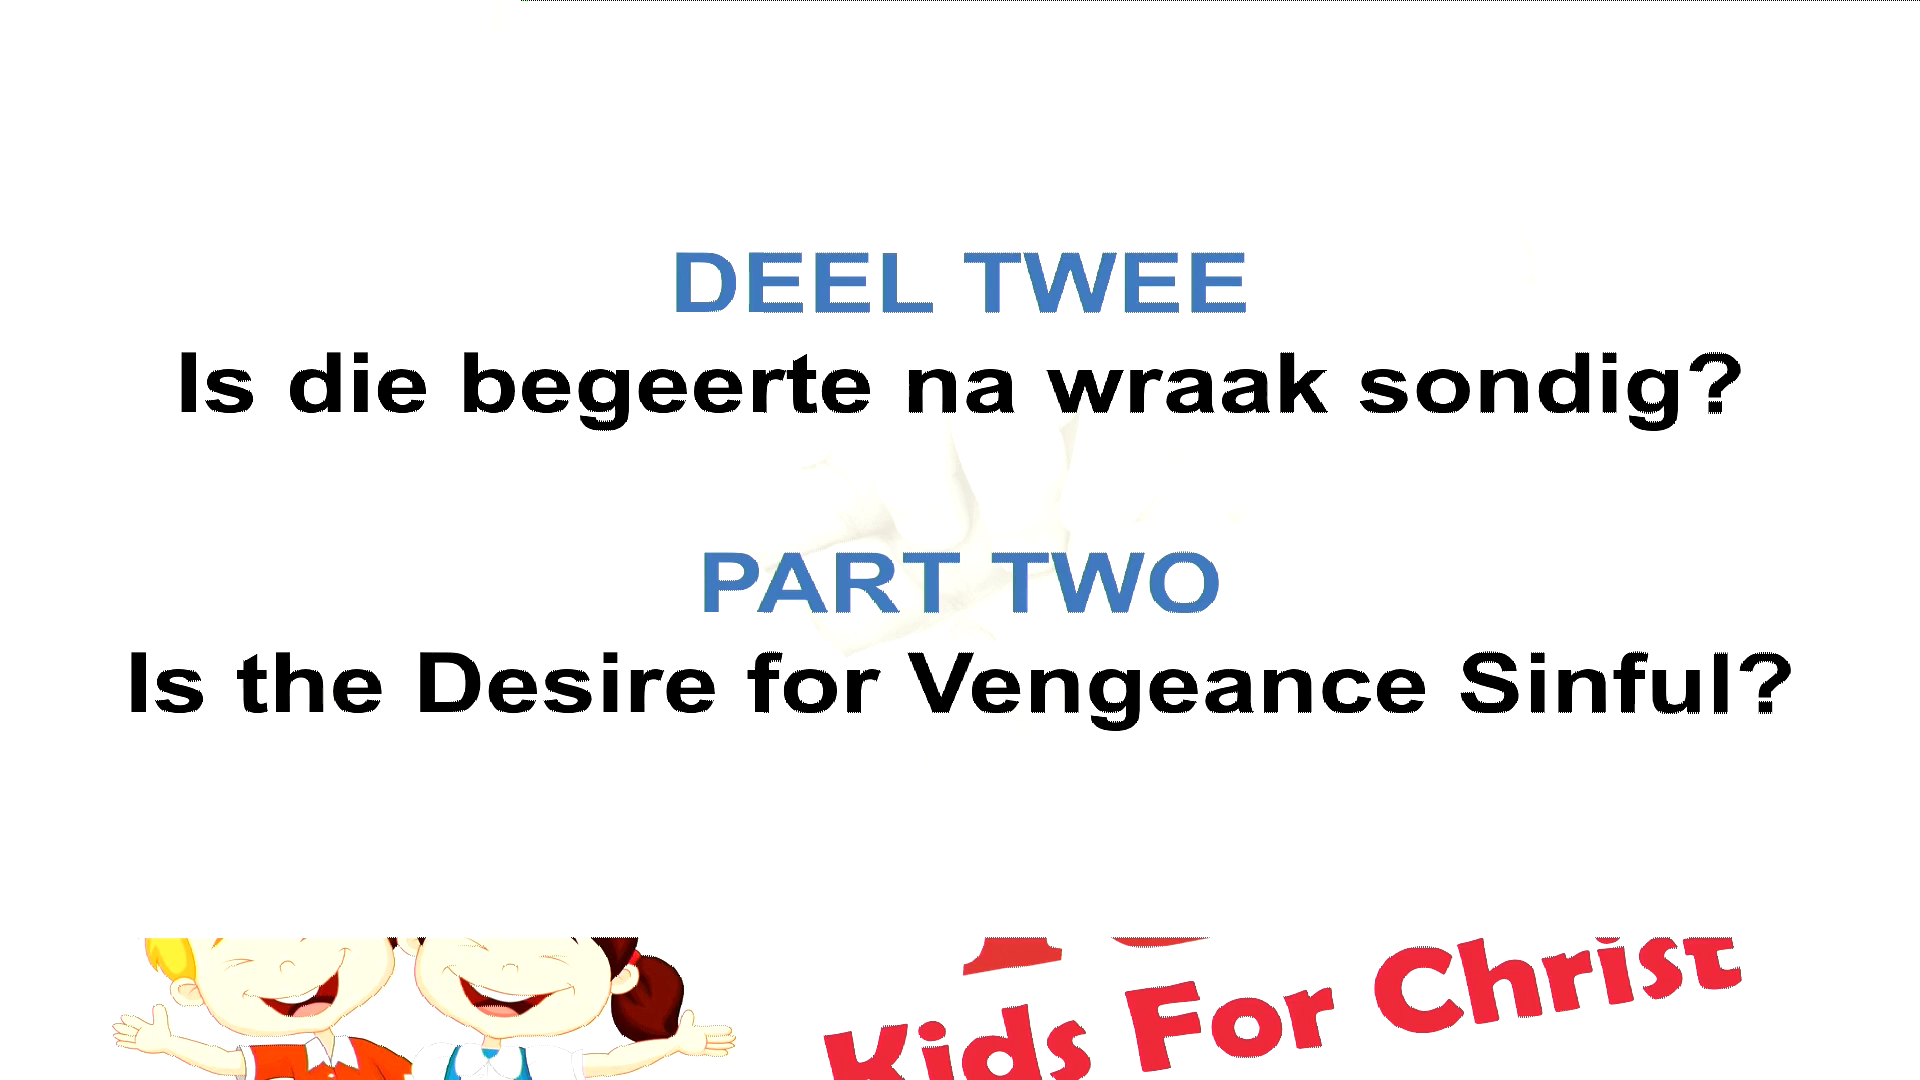 DEEL TWEE
Is die begeerte na wraak sondig?
PART TWO
Is the Desire for Vengeance Sinful?
Kids For Christ